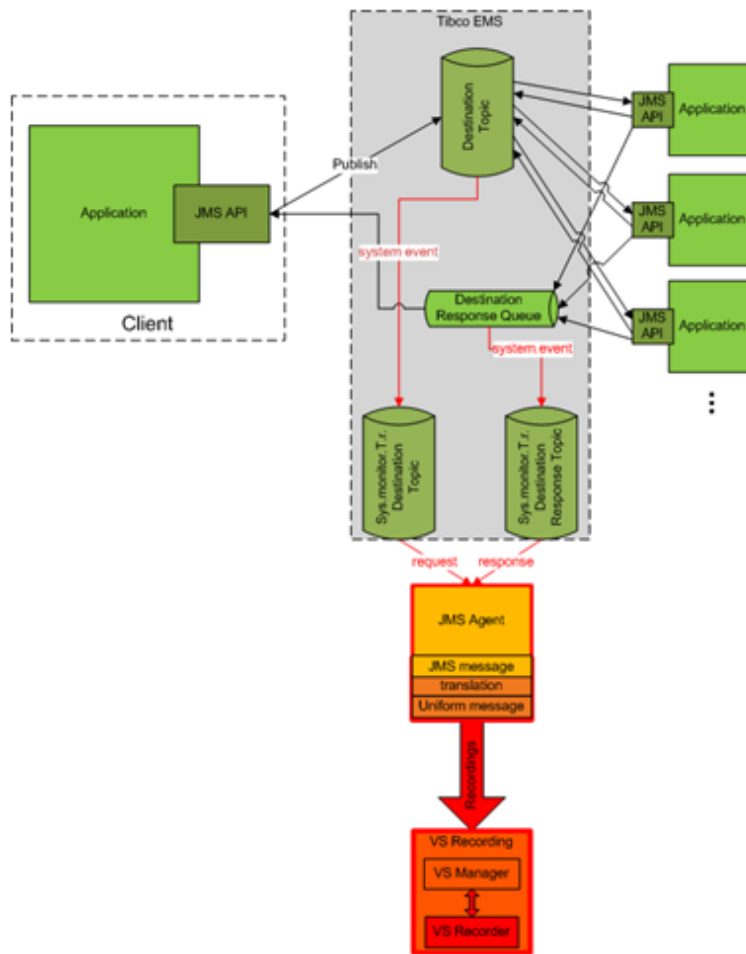 Tibco EMS
Destination
Topic
JMS
API
Application
Publish
Application
JMS API
Client
JMS
API
Application
system event
Destination
Response Queue
system event
JMS
API
Application
Sys.monitor.T.r.
Destination
Topic
Sys.monitor.T.r.
Destination
Response Topic
request
response
JMS Agent
JMS message
translation
Uniform message
Recordings
VS Recording
VS Manager
VS Recorder